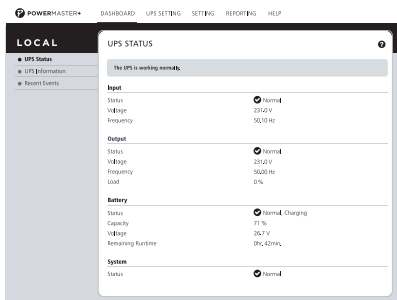 POWERMASTER+ DASHBOARD UPS SETTING SETTING REPORTING HELP
LOCAL
UPS Status
UPS Information
Recent Events
UPS STATUS
The UPS is working normally.
Input
Status Normal
Voltage 231.0 V
Frequency 50.10 Hz
Output
Status Normal
Voltage 231.0 V
Frequency 50.00 Hz
Load 0 %
Battery
Status Normal, Charging
Capacity 71 %
Voltage 26.7 V
Remaining Runtime 0hr. 42min.
System
Status Normal